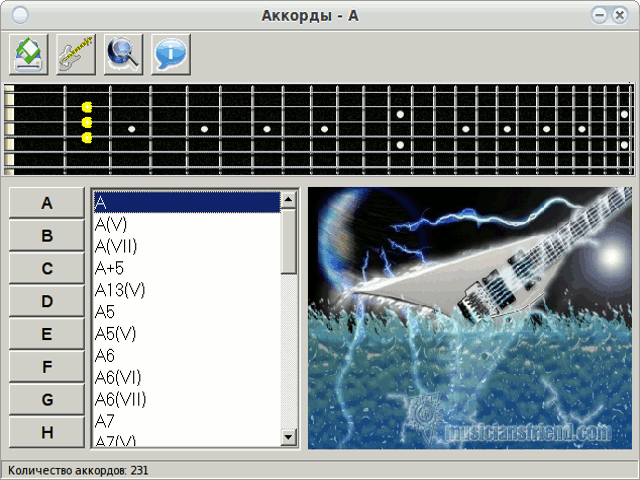 Аккорды - A
A
B
C
D
E
F
G
H
A
A(V)
A(VII)
A+5
A13(V)
A5
A5(V)
A6
A6(VI)
A6(VII)
A7
A7(V)
musiciansfriend.com
Количество аккордов: 231